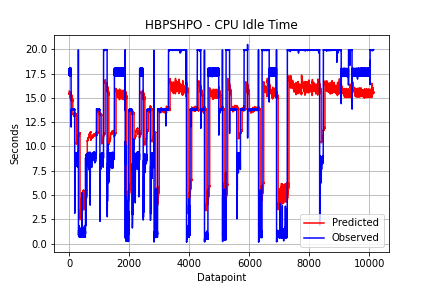 HBPSHPO - CPU Idle Time
20.0
17.5
15.0
12.5
10.0
7.5
5.0
2.5
0.0
Seconds
Predicted
Observed
0 2000 4000 6000 8000 10000
Datapoint